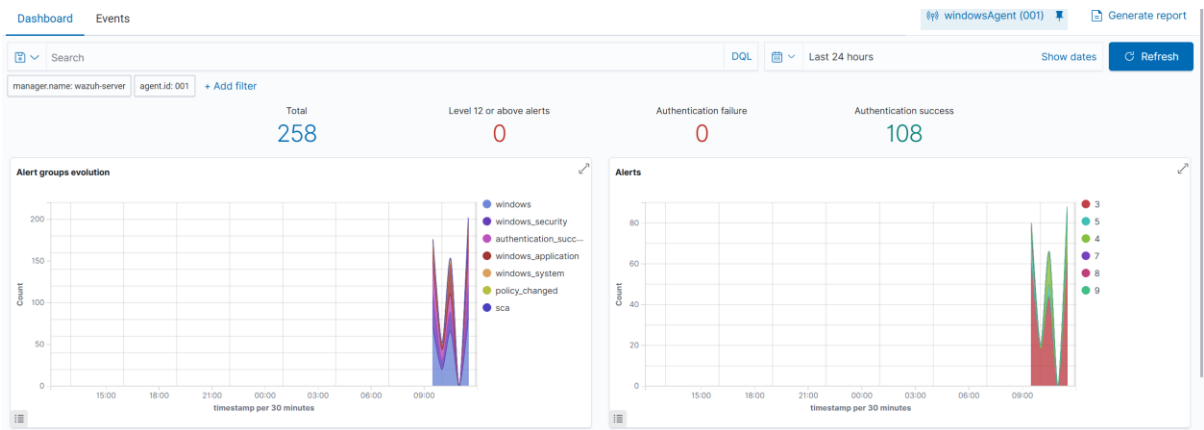 Dashboard Events windowsAgent (001) Generate report
Search DQL Last 24 hours Show dates Refresh
manager.name: wazuh-server agent.id: 001 + Add filter
Total Level 12 or above alerts Authentication failure Authentication success
258 0 0 108
Alert groups evolution
200
150
100
50
0
Count
15:00 18:00 21:00 00:00 03:00 06:00 09:00
timestamp per 30 minutes
windows
windows_security
authentication_succ...
windows_application
windows_system
policy_changed
sca
Alerts
80
60
40
20
0
Count
15:00 18:00 21:00 00:00 03:00 06:00 09:00
timestamp per 30 minutes
3
5
4
7
8
9